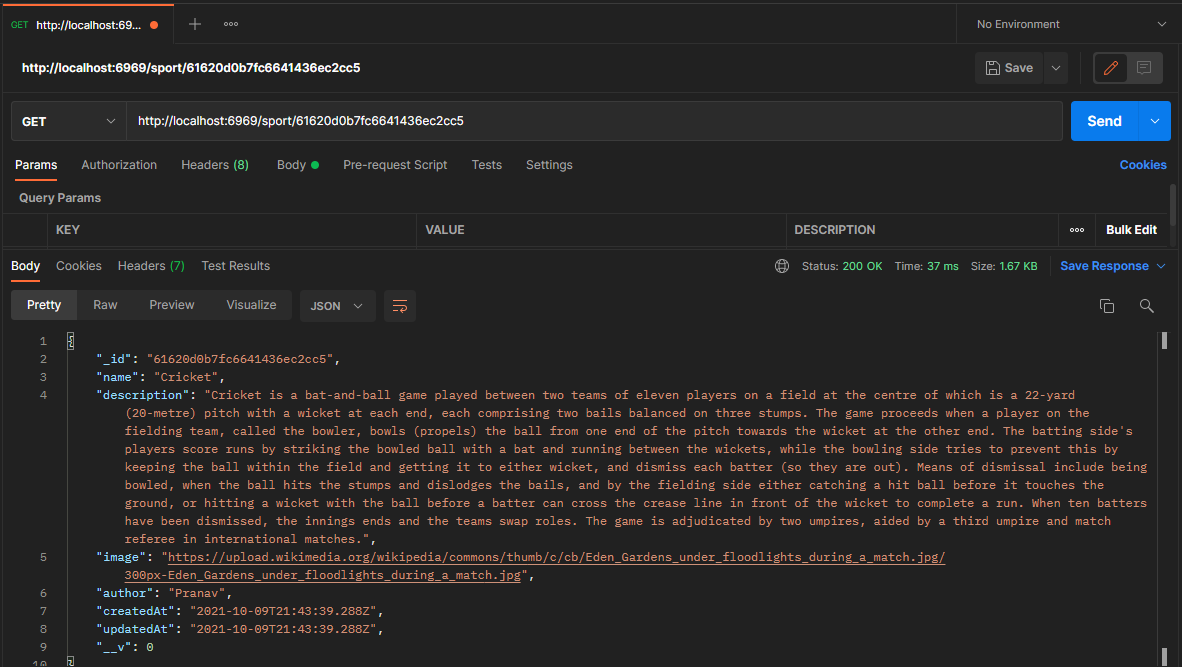 GET http://localhost:69...
No Environment
http://localhost:6969/sport/61620d0b7fc6641436ec2cc5
Save
GET
http://localhost:6969/sport/61620d0b7fc6641436ec2cc5
Send
Params Authorization Headers (8) Body Pre-request Script Tests Settings Cookies
Query Params
KEY VALUE DESCRIPTION Bulk Edit
Body Cookies Headers (7) Test Results Status: 200 OK Time: 37 ms Size: 1.67 KB Save Response
Pretty Raw Preview Visualize JSON
1 {
2 "_id": "61620d0b7fc6641436ec2cc5",
3 "name": "Cricket",
4 "description": "Cricket is a bat-and-ball game played between two teams of eleven players on a field at the centre of which is a 22-yard
(20-metre) pitch with a wicket at each end, each comprising two bails balanced on three stumps. The game proceeds when a player on the
fielding team, called the bowler, bowls (propels) the ball from one end of the pitch towards the wicket at the other end. The batting side's
players score runs by striking the bowled ball with a bat and running between the wickets, while the bowling side tries to prevent this by
keeping the ball within the field and getting it to either wicket, and dismiss each batter (so they are out). Means of dismissal include being
bowled, when the ball hits the stumps and dislodges the bails, and by the fielding side either catching a hit ball before it touches the
ground, or hitting a wicket with the ball before a batter can cross the crease line in front of the wicket to complete a run. When ten batters
have been dismissed, the innings ends and the teams swap roles. The game is adjudicated by two umpires, aided by a third umpire and match
referee in international matches.",
5 "image": "https://upload.wikimedia.org/wikipedia/commons/thumb/c/cb/Eden_Gardens_under_floodlights_during_a_match.jpg/
300px-Eden_Gardens_under_floodlights_during_a_match.jpg",
6 "author": "Pranav",
7 "createdAt": "2021-10-09T21:43:39.288Z",
8 "updatedAt": "2021-10-09T21:43:39.288Z",
9 "__v": 0
10 }